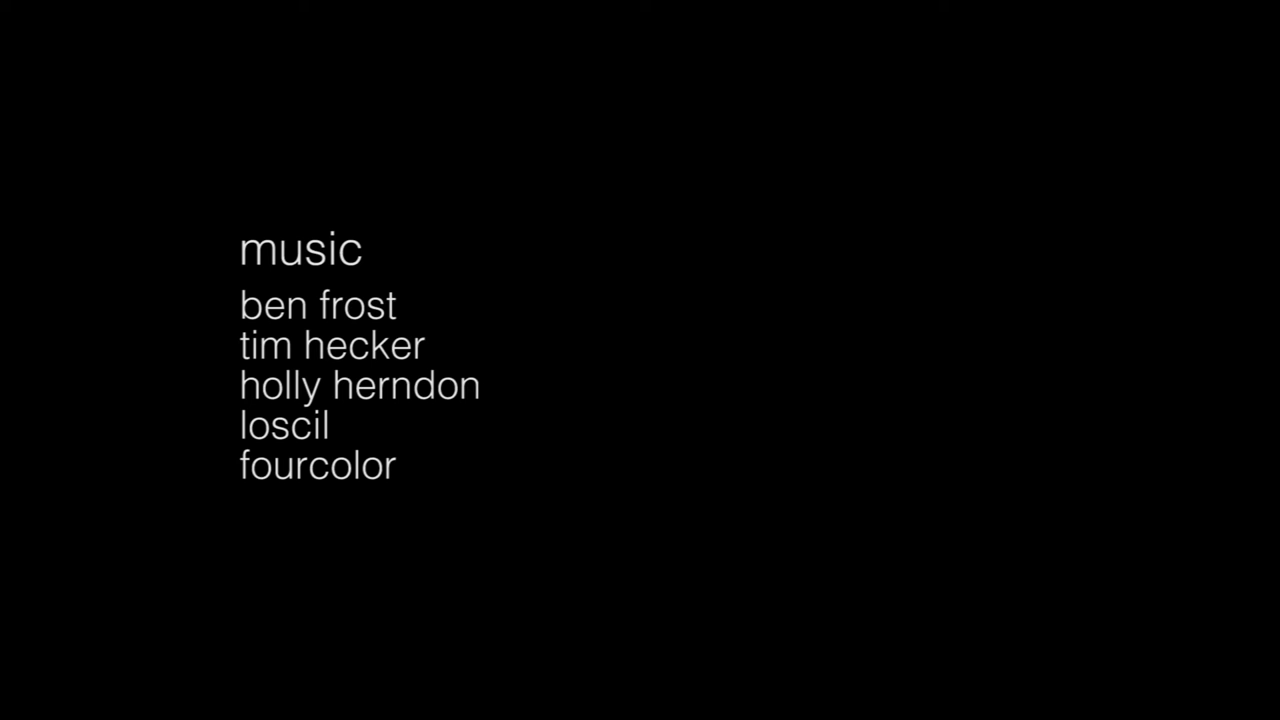 music
ben frost
tim hecker
holly herndon
loscil
fourcolor